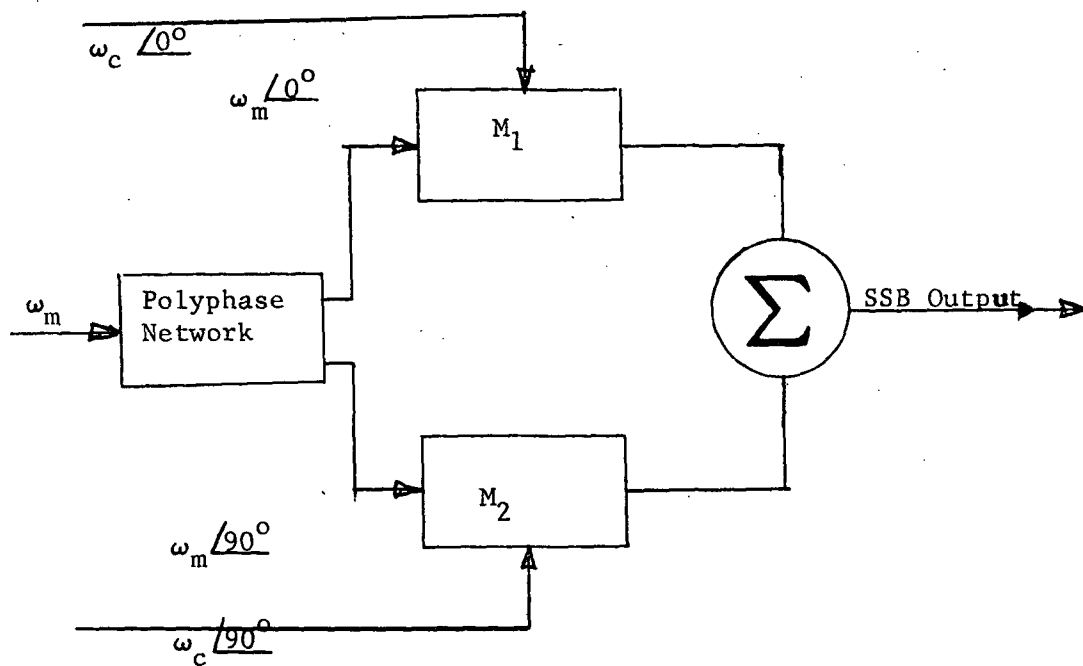 ω_c ∠0°
ω_m ∠0°
M_1
ω_m
Polyphase
Network
Σ
SSB Output
M_2
ω_m ∠90°
ω_c ∠90°